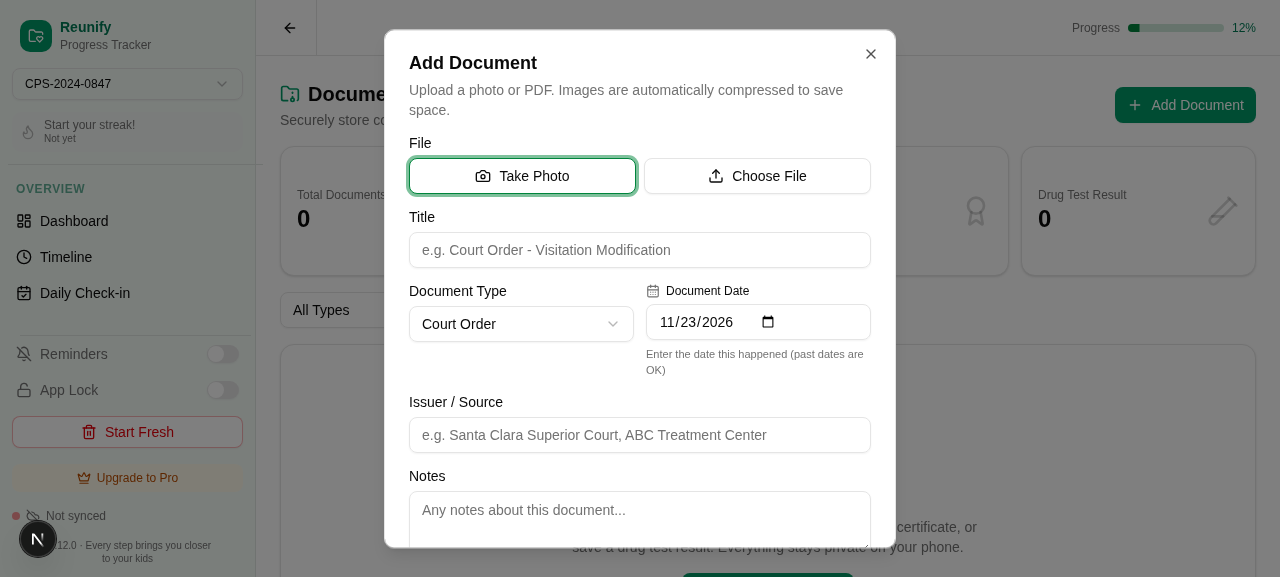 Reunify
Progress Tracker
CPS-2024-0847
Start your streak!
Not yet
OVERVIEW
Dashboard
Timeline
Daily Check-in
Reminders
App Lock
Start Fresh
Upgrade to Pro
Not synced
12.0 · Every step brings you closer
to your kids
N
Progress
12%
Add Document
Securely store
Total Documents
0
Drug Test Result
0
All Types
certificate, or
save a drug test result. Everything stays private on your phone.
Add Document
Upload a photo or PDF. Images are automatically compressed to save
space.
File
Take Photo
Choose File
Title
e.g. Court Order - Visitation Modification
Document Type
Court Order
Document Date
11/23/2026
Enter the date this happened (past dates are
OK)
Issuer / Source
e.g. Santa Clara Superior Court, ABC Treatment Center
Notes
Any notes about this document...